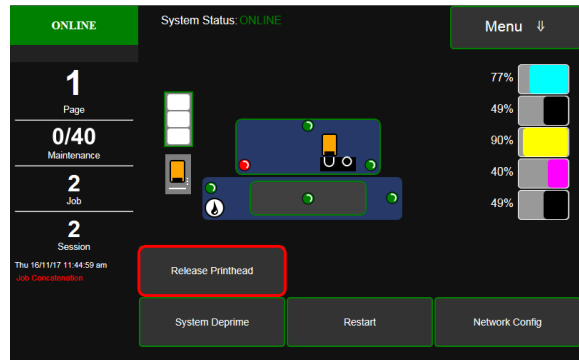 ONLINE
System Status: ONLINE
Menu ⇓
1
Page
0/40
Maintenance
2
Job
2
Session
Thu 16/11/17 11:44:59 am
Job Concatenation
77%
49%
90%
40%
49%
Release Printhead
System Deprime
Restart
Network Config